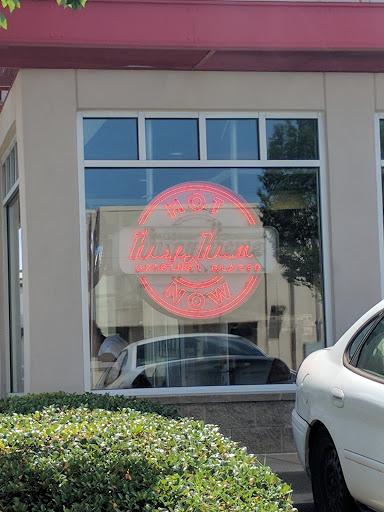 HOT
Krispy Kreme
ORIGINAL GLAZED
NOW